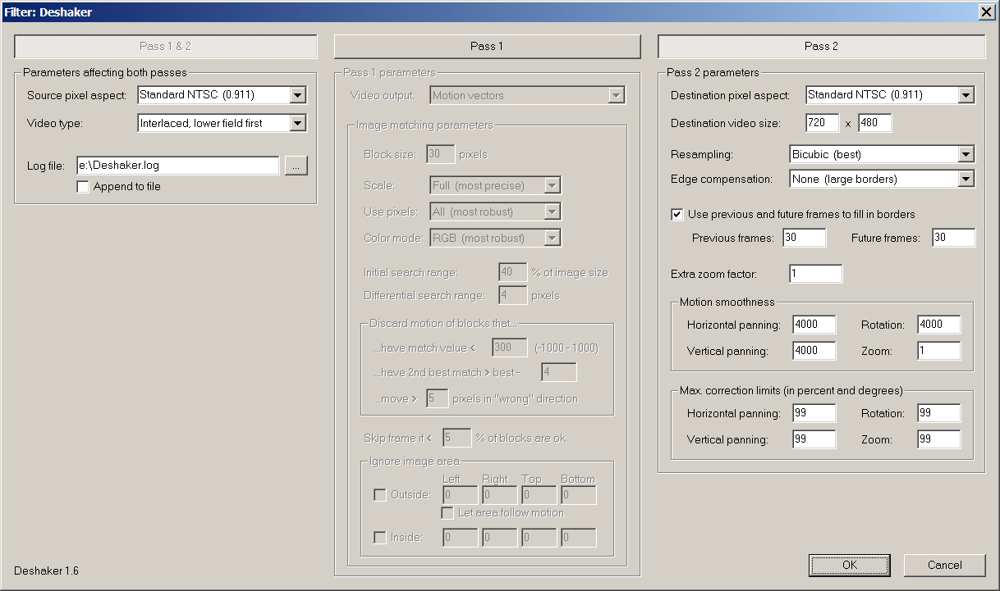 Filter: Deshaker
Pass 1 & 2
Parameters affecting both passes
Source pixel aspect: Standard NTSC (0.911)
Video type: Interlaced, lower field first
Log file: e:\Deshaker.log ...
Append to file
Deshaker 1.6
Pass 1
Pass 1 parameters
Video output: Motion vectors
Image matching parameters
Block size: 30 pixels
Scale: Full (most precise)
Use pixels: All (most robust)
Color mode: RGB (most robust)
Initial search range: 40 % of image size
Differential search range: 4 pixels
Discard motion of blocks that...
...have match value < 300 (-1000 - 1000)
...have 2nd best match > best - 4
...move > 5 pixels in "wrong" direction
Skip frame if < 5 % of blocks are ok
Ignore image area
Left Right Top Bottom
Outside: 0 0 0 0
Let area follow motion
Inside: 0 0 0 0
Pass 2
Pass 2 parameters
Destination pixel aspect: Standard NTSC (0.911)
Destination video size: 720 x 480
Resampling: Bicubic (best)
Edge compensation: None (large borders)
Use previous and future frames to fill in borders
Previous frames: 30 Future frames: 30
Extra zoom factor: 1
Motion smoothness
Horizontal panning: 4000 Rotation: 4000
Vertical panning: 4000 Zoom: 1
Max. correction limits (in percent and degrees)
Horizontal panning: 99 Rotation: 99
Vertical panning: 99 Zoom: 99
OK Cancel